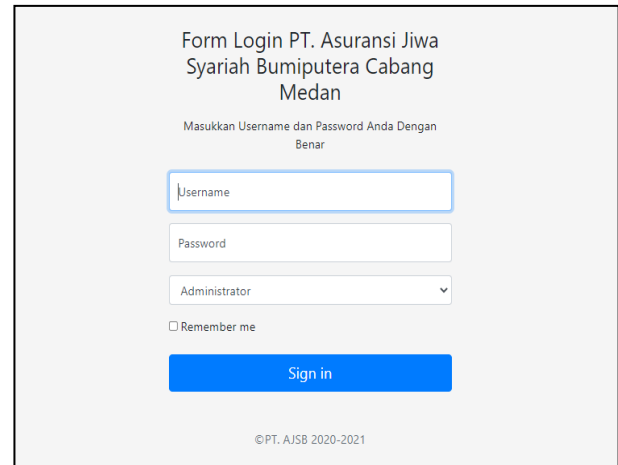 Form Login PT. Asuransi Jiwa
Syariah Bumiputera Cabang
Medan
Masukkan Username dan Password Anda Dengan
Benar
Username
Password
Administrator
Remember me
Sign in
©PT. AJSB 2020-2021